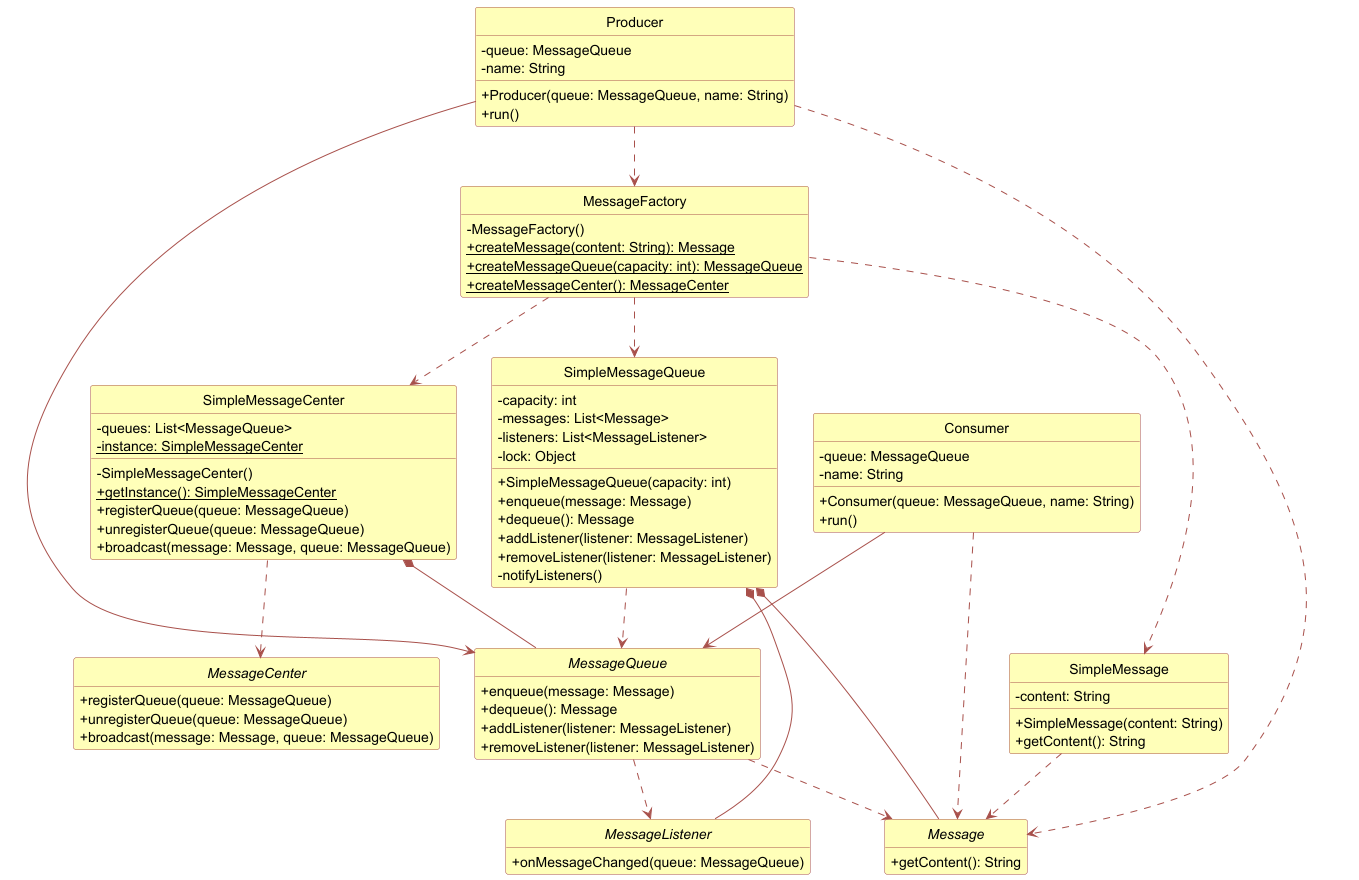 Producer
-queue: MessageQueue
-name: String
+Producer(queue: MessageQueue, name: String)
+run()
MessageFactory
-MessageFactory()
+createMessage(content: String): Message
+createMessageQueue(capacity: int): MessageQueue
+createMessageCenter(): MessageCenter
SimpleMessageCenter
-queues: List<MessageQueue>
-instance: SimpleMessageCenter
-SimpleMessageCenter()
+getInstance(): SimpleMessageCenter
+registerQueue(queue: MessageQueue)
+unregisterQueue(queue: MessageQueue)
+broadcast(message: Message, queue: MessageQueue)
SimpleMessageQueue
-capacity: int
-messages: List<Message>
-listeners: List<MessageListener>
-lock: Object
+SimpleMessageQueue(capacity: int)
+enqueue(message: Message)
+dequeue(): Message
+addListener(listener: MessageListener)
+removeListener(listener: MessageListener)
-notifyListeners()
Consumer
-queue: MessageQueue
-name: String
+Consumer(queue: MessageQueue, name: String)
+run()
MessageCenter
+registerQueue(queue: MessageQueue)
+unregisterQueue(queue: MessageQueue)
+broadcast(message: Message, queue: MessageQueue)
MessageQueue
+enqueue(message: Message)
+dequeue(): Message
+addListener(listener: MessageListener)
+removeListener(listener: MessageListener)
SimpleMessage
-content: String
+SimpleMessage(content: String)
+getContent(): String
MessageListener
+onMessageChanged(queue: MessageQueue)
Message
+getContent(): String